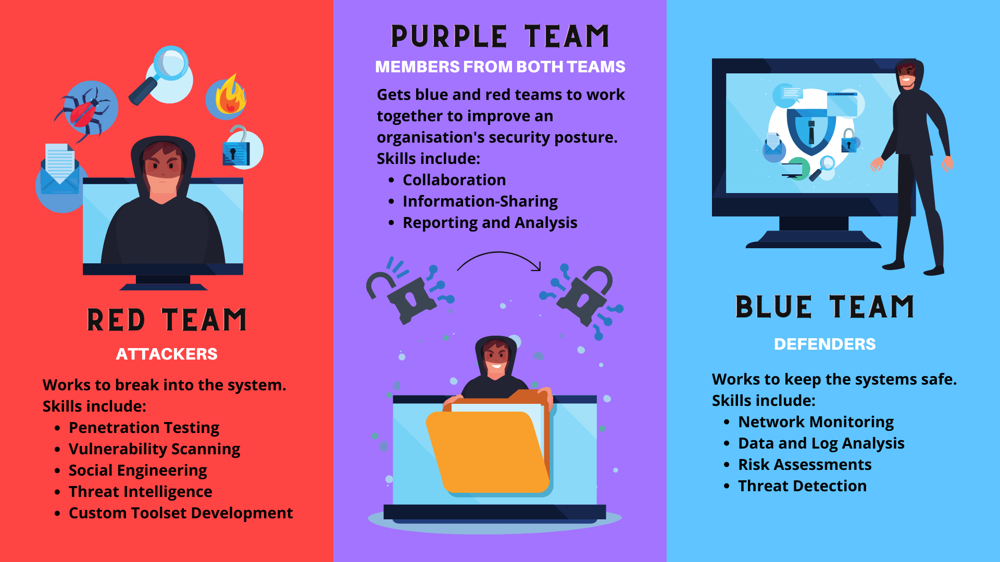 RED TEAM
ATTACKERS
Works to break into the system.
Skills include:
• Penetration Testing
• Vulnerability Scanning
• Social Engineering
• Threat Intelligence
• Custom Toolset Development
PURPLE TEAM
MEMBERS FROM BOTH TEAMS
Gets blue and red teams to work
together to improve an
organisation's security posture.
Skills include:
• Collaboration
• Information-Sharing
• Reporting and Analysis
BLUE TEAM
DEFENDERS
Works to keep the systems safe.
Skills include:
• Network Monitoring
• Data and Log Analysis
• Risk Assessments
• Threat Detection